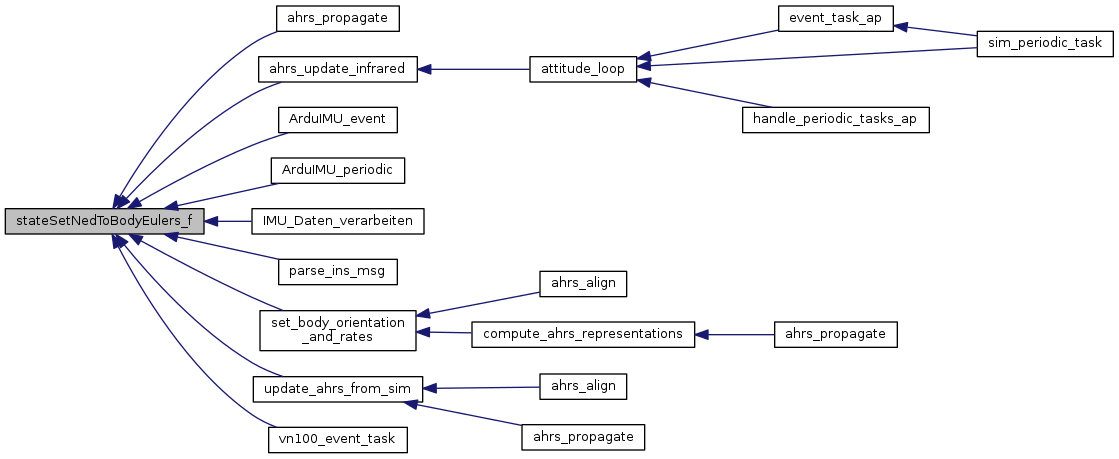 ahrs_propagate
event_task_ap
sim_periodic_task
ahrs_update_infrared
attitude_loop
ArduIMU_event
handle_periodic_tasks_ap
ArduIMU_periodic
stateSetNedToBodyEulers_f
IMU_Daten_verarbeiten
parse_ins_msg
ahrs_align
set_body_orientation
_and_rates
compute_ahrs_representations
ahrs_propagate
update_ahrs_from_sim
ahrs_align
ahrs_propagate
vn100_event_task